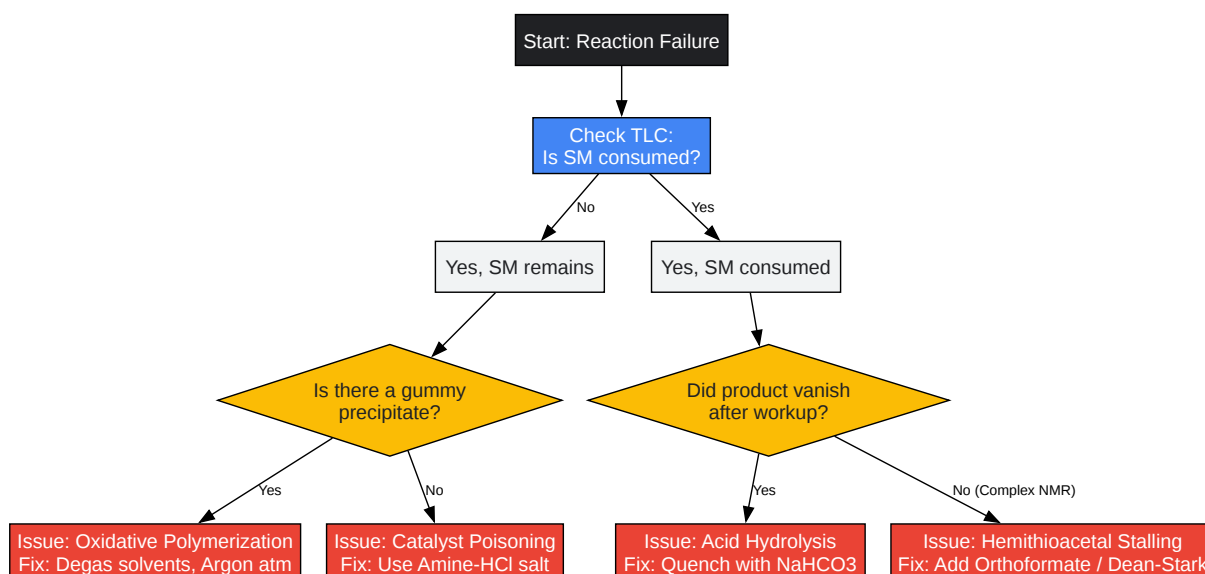 Start: Reaction Failure
Check TLC:
Is SM consumed?
No
Yes
Yes, SM remains
Yes, SM consumed
Is there a gummy
precipitate?
Did product vanish
after workup?
Yes
No
Yes
No (Complex NMR)
Issue: Oxidative Polymerization
Fix: Degas solvents, Argon atm
Issue: Catalyst Poisoning
Fix: Use Amine-HCl salt
Issue: Acid Hydrolysis
Fix: Quench with NaHCO3
Issue: Hemithioacetal Stalling
Fix: Add Orthoformate / Dean-Stark